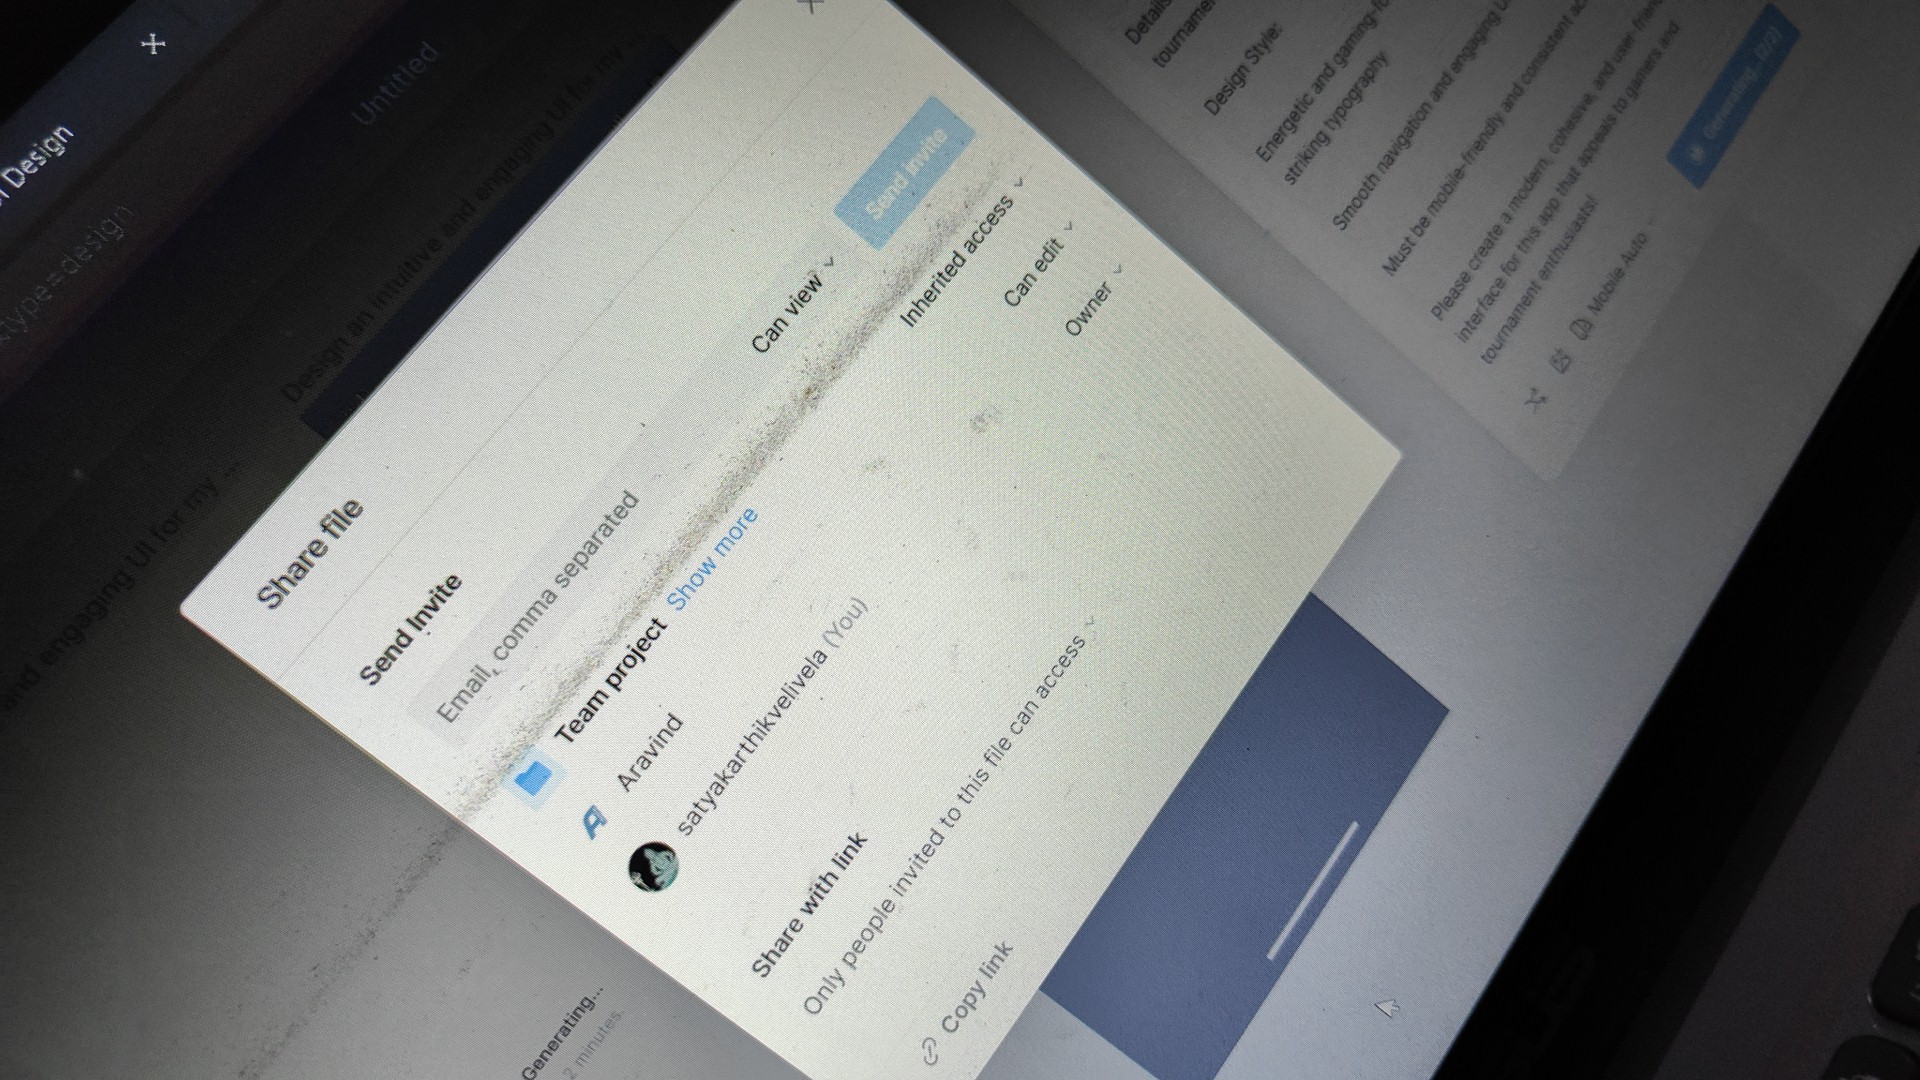 Design
type=design
and engaging UI for my ...
Untitled
Design an intuitive and engaging UI for my
Generating...
2 minutes
Share file
Send Invite
Email, comma separated
Can view
Send Invite
Team project Show more
Inherited access
Aravind
Can edit
satyakarthikvelivela (You)
Owner
Share with link
Only people invited to this file can access
Copy link
Details
Design Style:
Energetic and gaming-
striking typography
Smooth navigation and engaging
Must be mobile-friendly and consistent
Please create a modern, cohesive, and user-
interface for this app that appeals to gamers and
tournament enthusiasts!
Mobile Auto
Generating... (2/2)